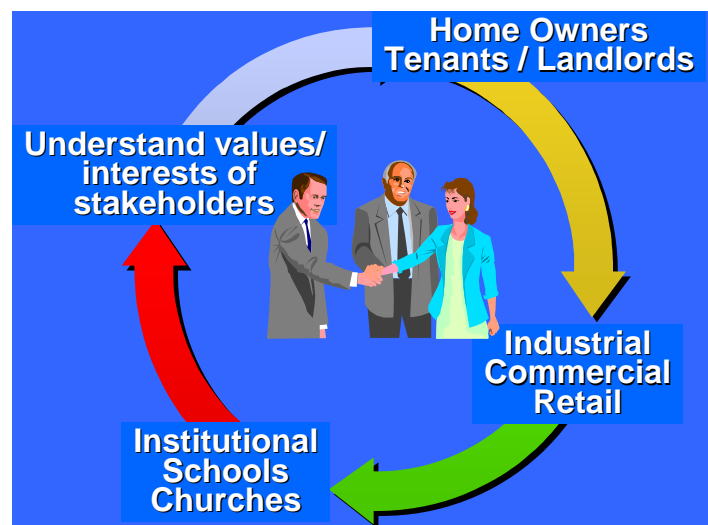 Home Owners
Tenants / Landlords
Understand values/
interests of
stakeholders
Industrial
Commercial
Retail
Institutional
Schools
Churches